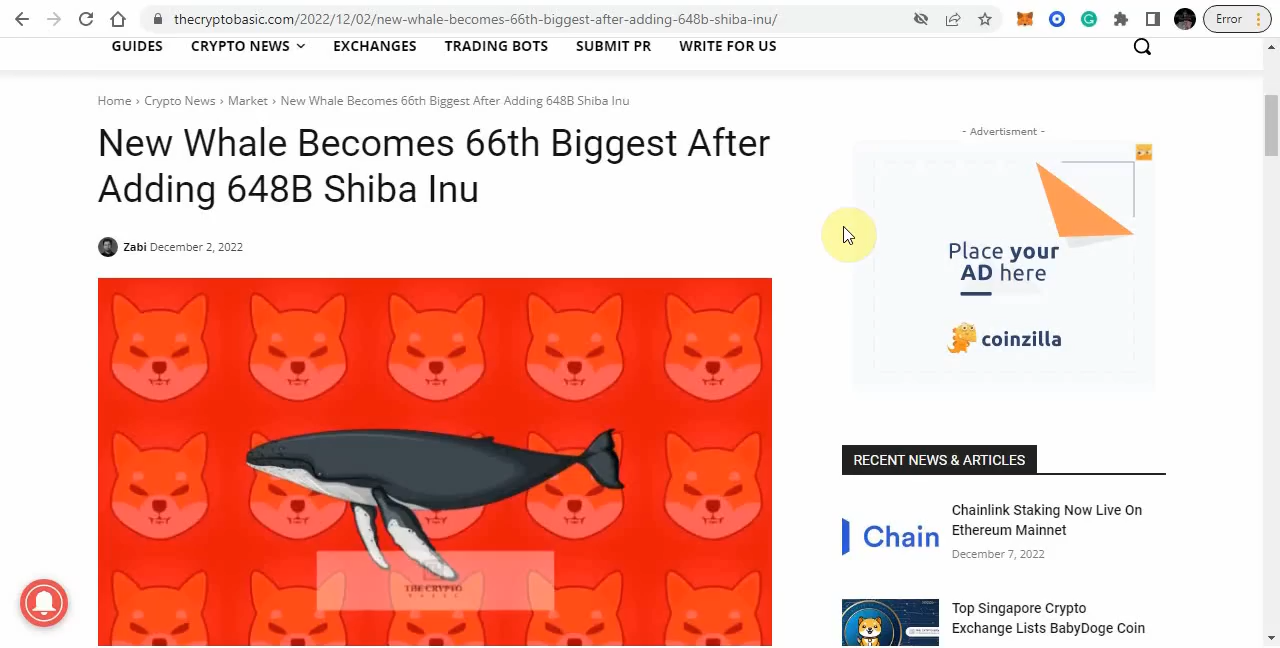 thecryptobasic.com/2022/12/02/new-whale-becomes-66th-biggest-after-adding-648b-shiba-inu/
Error
GUIDES CRYPTO NEWS EXCHANGES TRADING BOTS SUBMIT PR WRITE FOR US
Home › Crypto News › Market › New Whale Becomes 66th Biggest After Adding 648B Shiba Inu
New Whale Becomes 66th Biggest After
Adding 648B Shiba Inu
Zabi December 2, 2022
THE CRYPTO
BASIC
- Advertisment -
Place your
AD here
coinzilla
RECENT NEWS & ARTICLES
Chain
Chainlink Staking Now Live On
Ethereum Mainnet
December 7, 2022
Top Singapore Crypto
Exchange Lists BabyDoge Coin